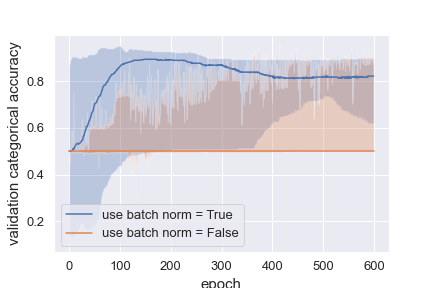 validation categorical accuracy
0.8
0.6
0.4
0.2
use batch norm = True
use batch norm = False
0 100 200 300 400 500 600
epoch